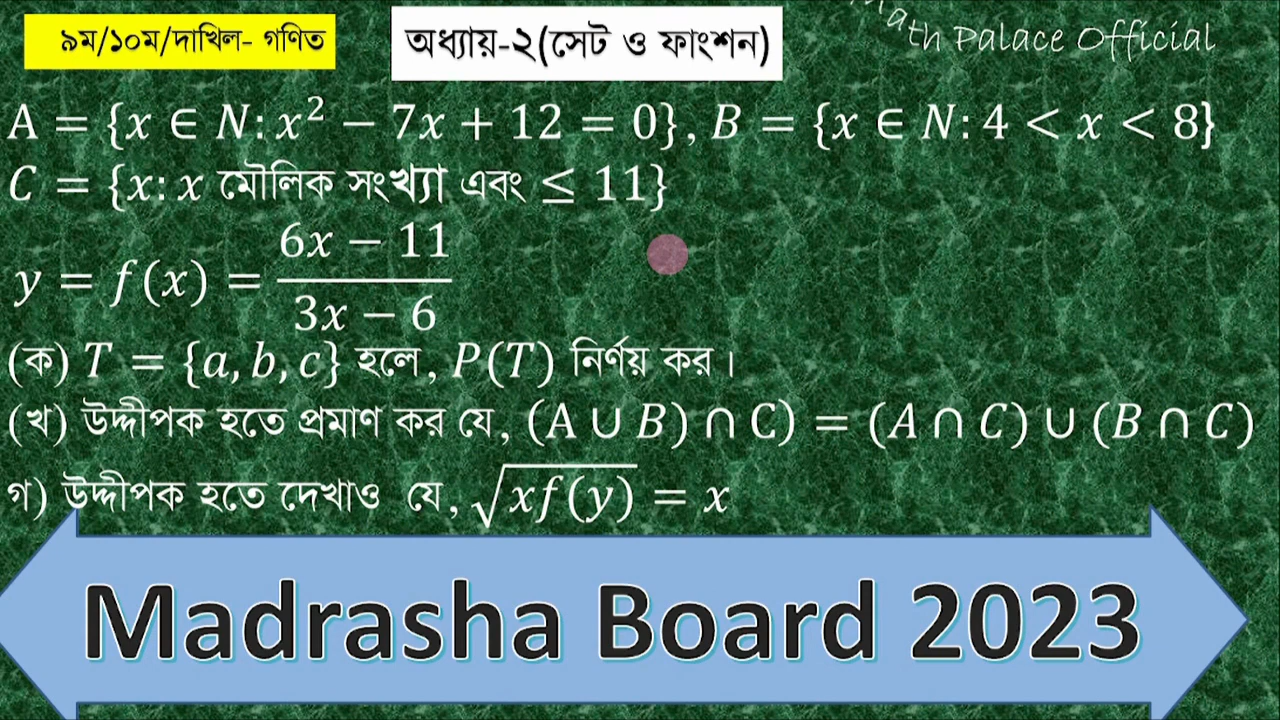 ৯ম/১০ম/দাখিল- গণিত
অধ্যায়-২(সেট ও ফাংশন)
Math Palace Official
A = {x ∈ N: x² − 7x + 12 = 0}, B = {x ∈ N: 4 < x < 8}
C = {x: x মৌলিক সংখ্যা এবং ≤ 11}
y = f(x) = (6x − 11)/(3x − 6)
(ক) T = {a, b, c} হলে, P(T) নির্ণয় কর।
(খ) উদ্দীপক হতে প্রমাণ কর যে, (A ∪ B) ∩ C) = (A ∩ C) ∪ (B ∩ C)
গ) উদ্দীপক হতে দেখাও যে, √xf(y) = x
Madrasha Board 2023